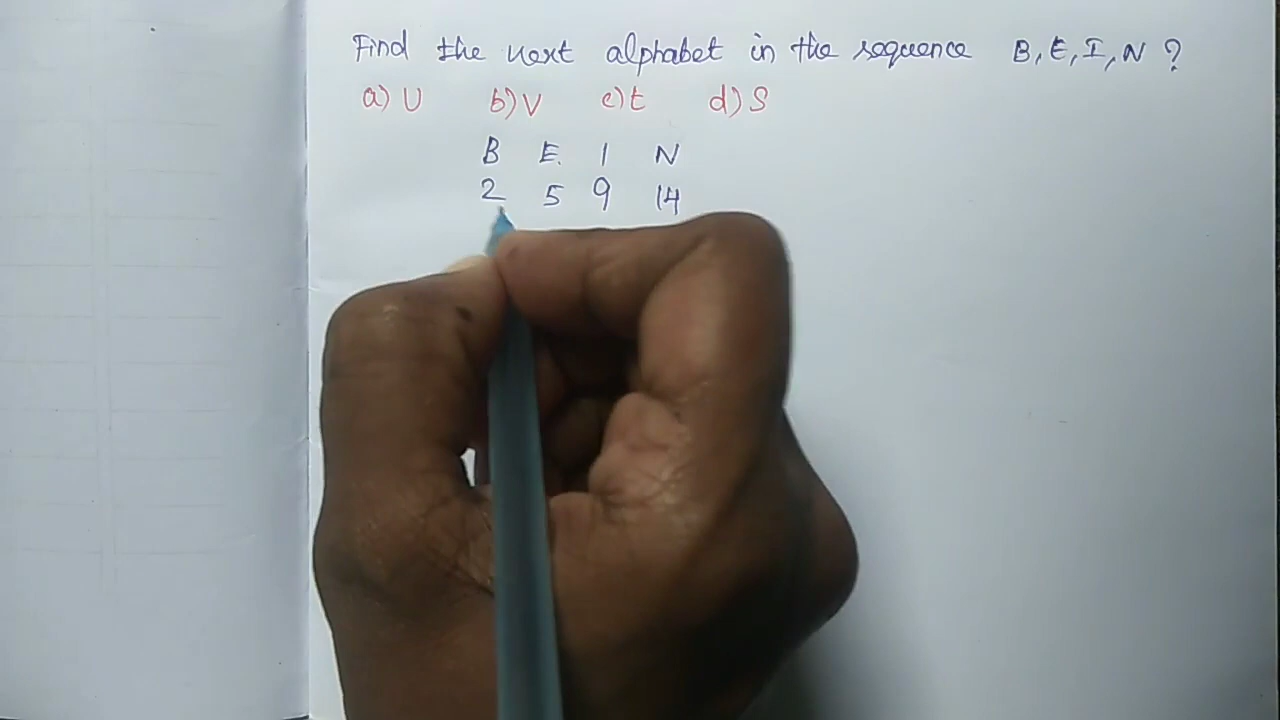 Find the next alphabet in the sequence B, E, I, N ?
a) U b) V c) t d) S
B E I N
2 5 9 14